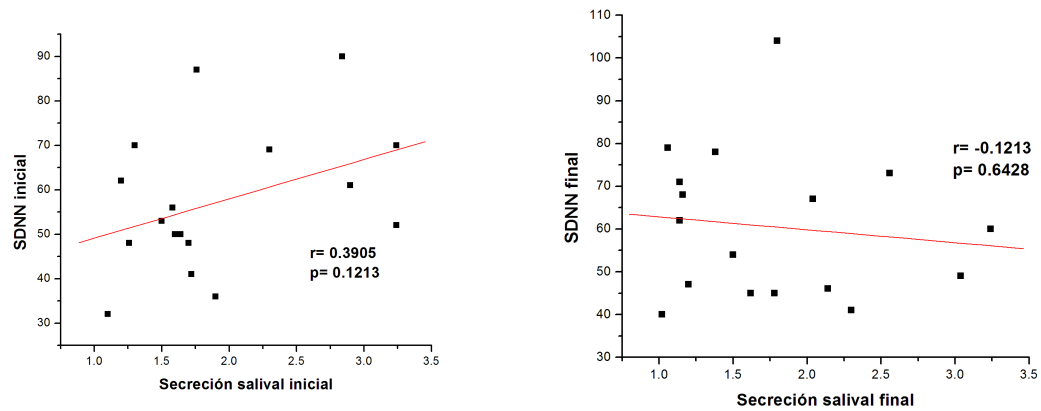 90
80
70
60
50
40
30
SDNN inicial
r= 0.3905
p= 0.1213
1.0 1.5 2.0 2.5 3.0 3.5
Secreción salival inicial
110
100
90
80
70
60
50
40
30
SDNN final
r= -0.1213
p= 0.6428
1.0 1.5 2.0 2.5 3.0 3.5
Secreción salival final